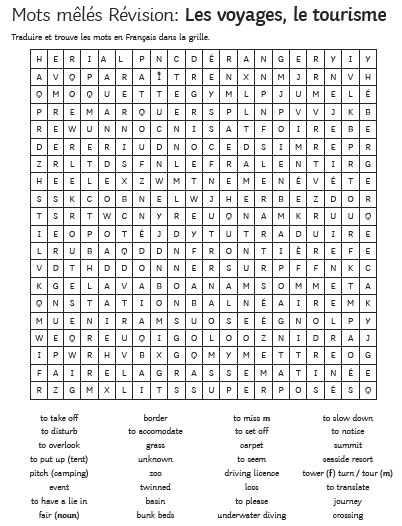 Mots mêlés Révision: Les voyages, le tourisme
Traduire et trouve les mots en Français dans la grille.
H E R I A L P N C D É R A N G E R Y I Y
A V O P A R A Î T R E N X N M J R N V H
Q M O Q U E T T E G Y M L P J U M E L É
P R E M A R Q U E R S P L N P V V J K B
R E W U N N O C N I S A T F O I R E B E
D E R E R I U D N O C E D S I M R E P R
Z R L T D S F N L E F R A L E N T I R G
H E E L E X Z W M T N E M E N É V É T E
S S K C O B N E L W J H E R B E Z D O R
T S R T W C N Y R E U Q N A M K R U U Q
I E O P O T É J D Y T U T R A D U I R E
L R U B A Q D D N F R O N T I È R E F E
V D T H D D O N N E R S U R P F F N K C
K G E L A V A B O A N A M S O M M E T A
Q N S T A T I O N B A L N É A I R E M K
M U E N I R A M S U O S E É G N O L P Y
W E Q R E U Q I G O L O O Z N I D R A J
I P W R H V B X G Q M Y M E T T R E O G
F A I R E L A G R A S S E M A T I N É E
R Z G M X L I T S S U P E R P O S É S Q
to take off border to miss m to slow down
to disturb to accomodate to set off to notice
to overlook grass carpet summit
to put up (tent) unknown to seem seaside resort
pitch (camping) zoo driving licence tower (f) turn / tour (m)
event twinned loss to translate
to have a lie in basin to please journey
fair (noun) bunk beds underwater diving crossing